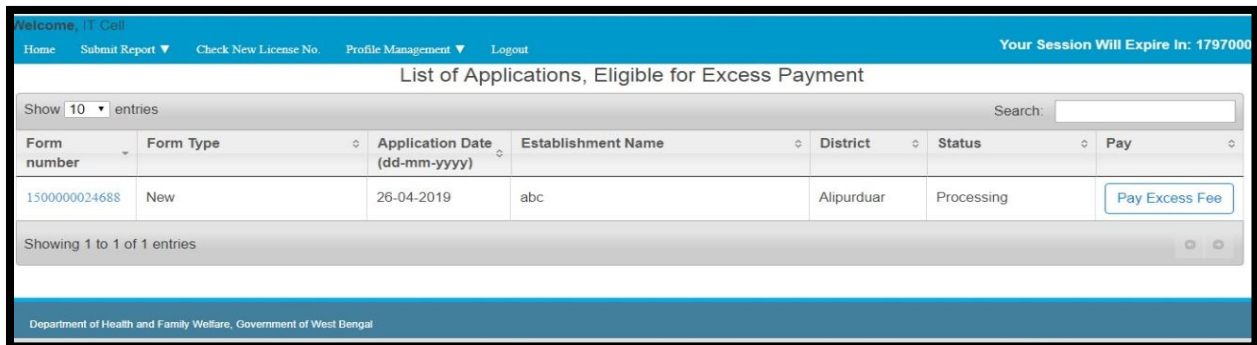 Welcome, IT Cell
Home Submit Report ▼ Check New License No. Profile Management ▼ Logout Your Session Will Expire In: 1797000
List of Applications, Eligible for Excess Payment
Show 10 entries Search:
Form number Form Type Application Date (dd-mm-yyyy) Establishment Name District Status Pay
1500000024688 New 26-04-2019 abc Alipurduar Processing Pay Excess Fee
Showing 1 to 1 of 1 entries
Department of Health and Family Welfare, Government of West Bengal